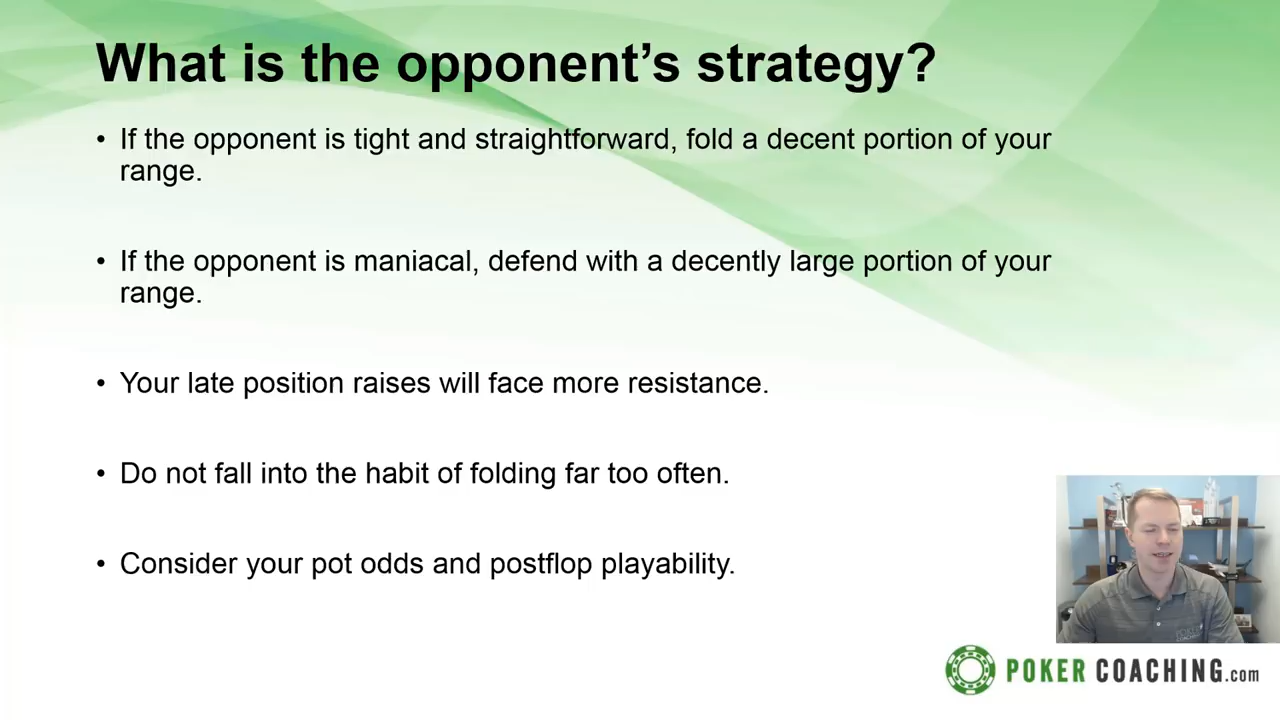 What is the opponent’s strategy?
• If the opponent is tight and straightforward, fold a decent portion of your
range.
• If the opponent is maniacal, defend with a decently large portion of your
range.
• Your late position raises will face more resistance.
• Do not fall into the habit of folding far too often.
• Consider your pot odds and postflop playability.
POKER COACHING.com